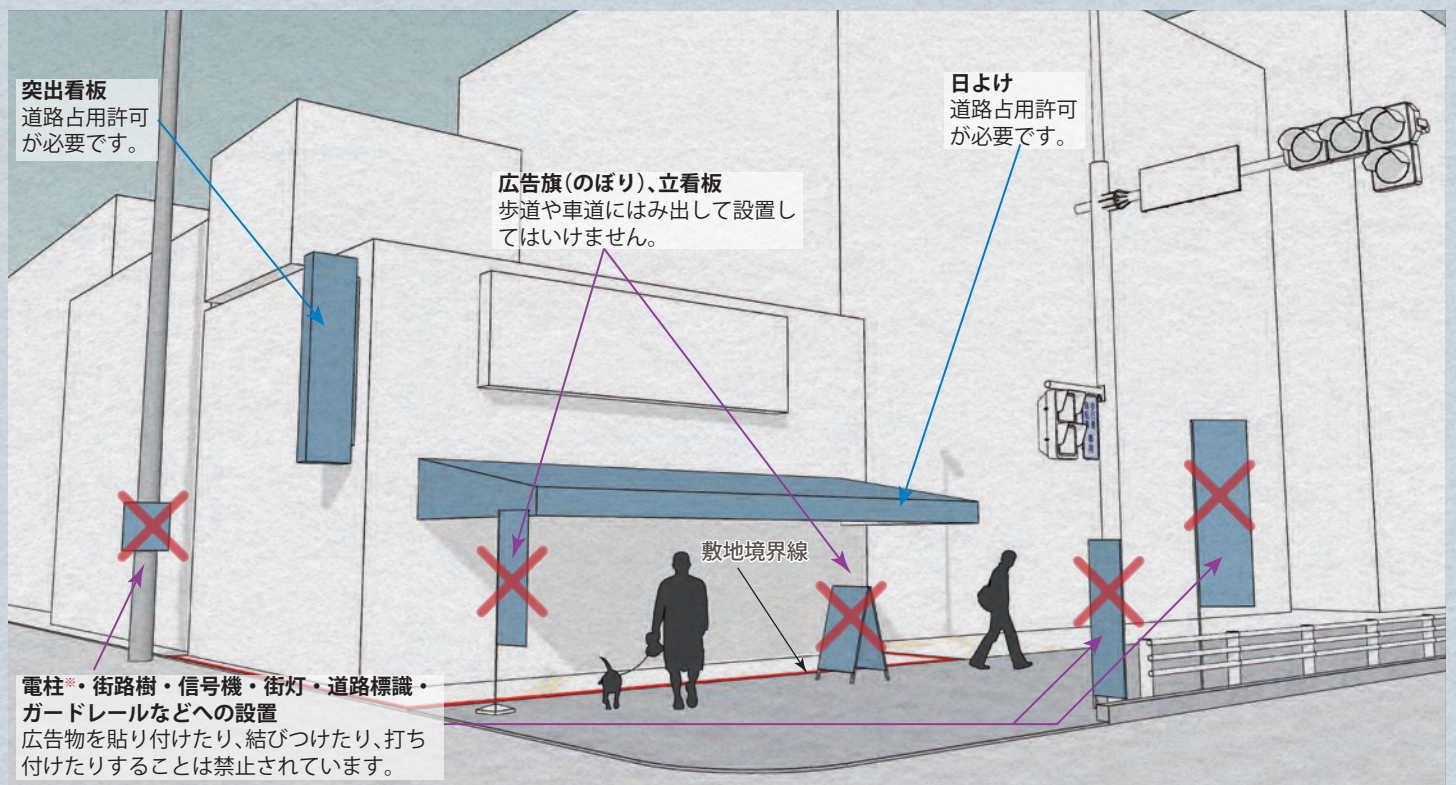 突出看板
道路占用許可
が必要です。
日よけ
道路占用許可
が必要です。
広告旗(のぼり)、立看板
歩道や車道にはみ出して設置し
てはいけません。
敷地境界線
電柱※・街路樹・信号機・街灯・道路標識・
ガードレールなどへの設置
広告物を貼り付けたり、結びつけたり、打ち
付けたりすることは禁止されています。